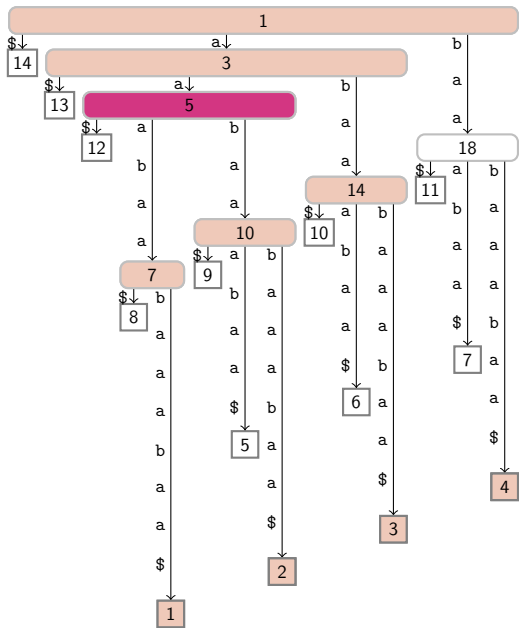 1
$ a b
14 3 a
$ a b
13 5 a
$ a b a
12 18
a a a $ a b
14 11
a a $ a b b a
10 10
a $ a b b a a a
7 9
$ b b a a a a a
8 $ b
a a a a a
7 a
a a a $ b
6 a
a $ b a
5 a a $
b
a a $ 4
a $ 3
$ 2
1